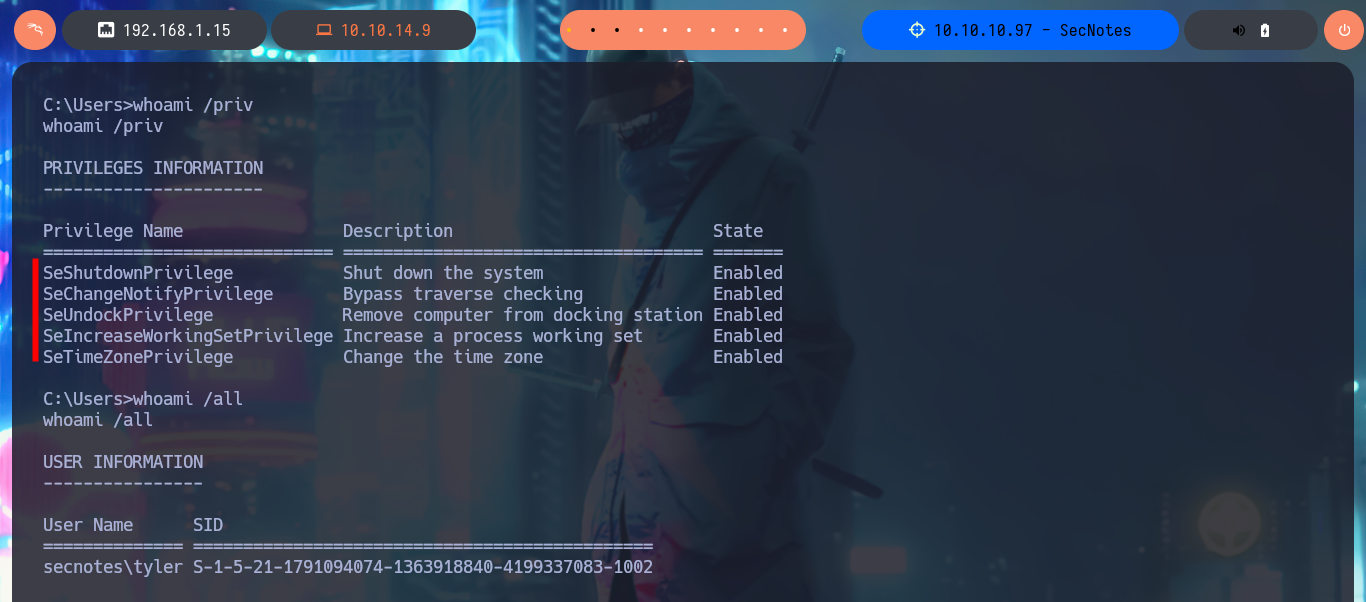 192.168.1.15 10.10.14.9 10.10.10.97 - SecNotes
C:\Users>whoami /priv
whoami /priv
PRIVILEGES INFORMATION
----------------------
Privilege Name Description State
============================= ==================================== =======
SeShutdownPrivilege Shut down the system Enabled
SeChangeNotifyPrivilege Bypass traverse checking Enabled
SeUndockPrivilege Remove computer from docking station Enabled
SeIncreaseWorkingSetPrivilege Increase a process working set Enabled
SeTimeZonePrivilege Change the time zone Enabled
C:\Users>whoami /all
whoami /all
USER INFORMATION
----------------
User Name SID
============== ==============================================
secnotes\tyler S-1-5-21-1791094074-1363918840-4199337083-1002